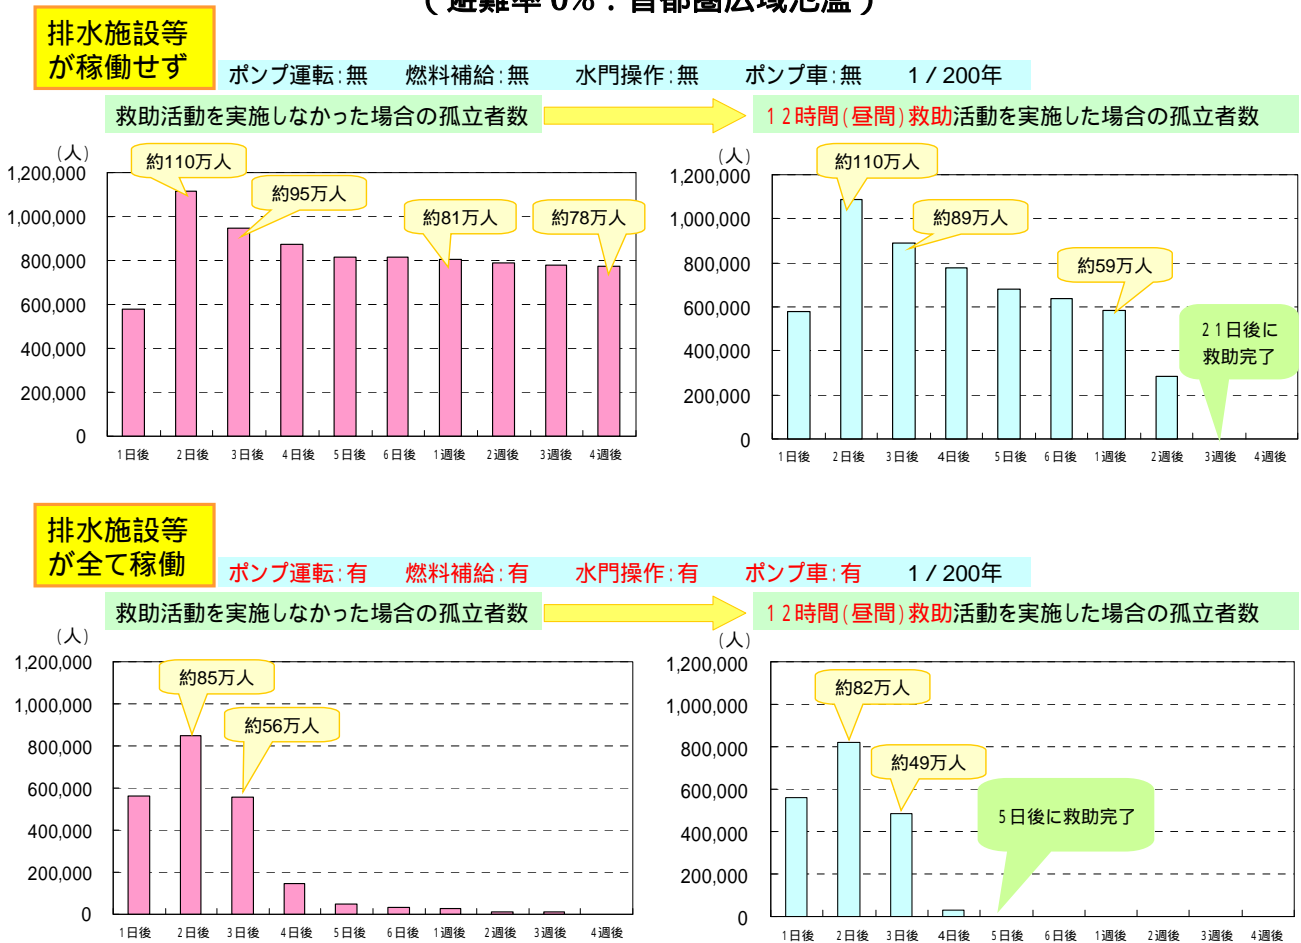 (避難率0%:首都圏広域氾濫)
排水施設等
が稼働せず
ポンプ運転:無 燃料補給:無 水門操作:無 ポンプ車:無 1/200年
救助活動を実施しなかった場合の孤立者数
12時間(昼間)救助活動を実施した場合の孤立者数
(人)
1,200,000
1,000,000
800,000
600,000
400,000
200,000
0
約110万人
約95万人
約81万人
約78万人
1日後 2日後 3日後 4日後 5日後 6日後 1週後 2週後 3週後 4週後
(人)
1,200,000
1,000,000
800,000
600,000
400,000
200,000
0
約110万人
約89万人
約59万人
21日後に
救助完了
1日後 2日後 3日後 4日後 5日後 6日後 1週後 2週後 3週後 4週後
排水施設等
が全て稼働
ポンプ運転:有 燃料補給:有 水門操作:有 ポンプ車:有 1/200年
救助活動を実施しなかった場合の孤立者数
12時間(昼間)救助活動を実施した場合の孤立者数
(人)
1,200,000
1,000,000
800,000
600,000
400,000
200,000
0
約85万人
約56万人
1日後 2日後 3日後 4日後 5日後 6日後 1週後 2週後 3週後 4週後
(人)
1,200,000
1,000,000
800,000
600,000
400,000
200,000
0
約82万人
約49万人
5日後に救助完了
1日後 2日後 3日後 4日後 5日後 6日後 1週後 2週後 3週後 4週後